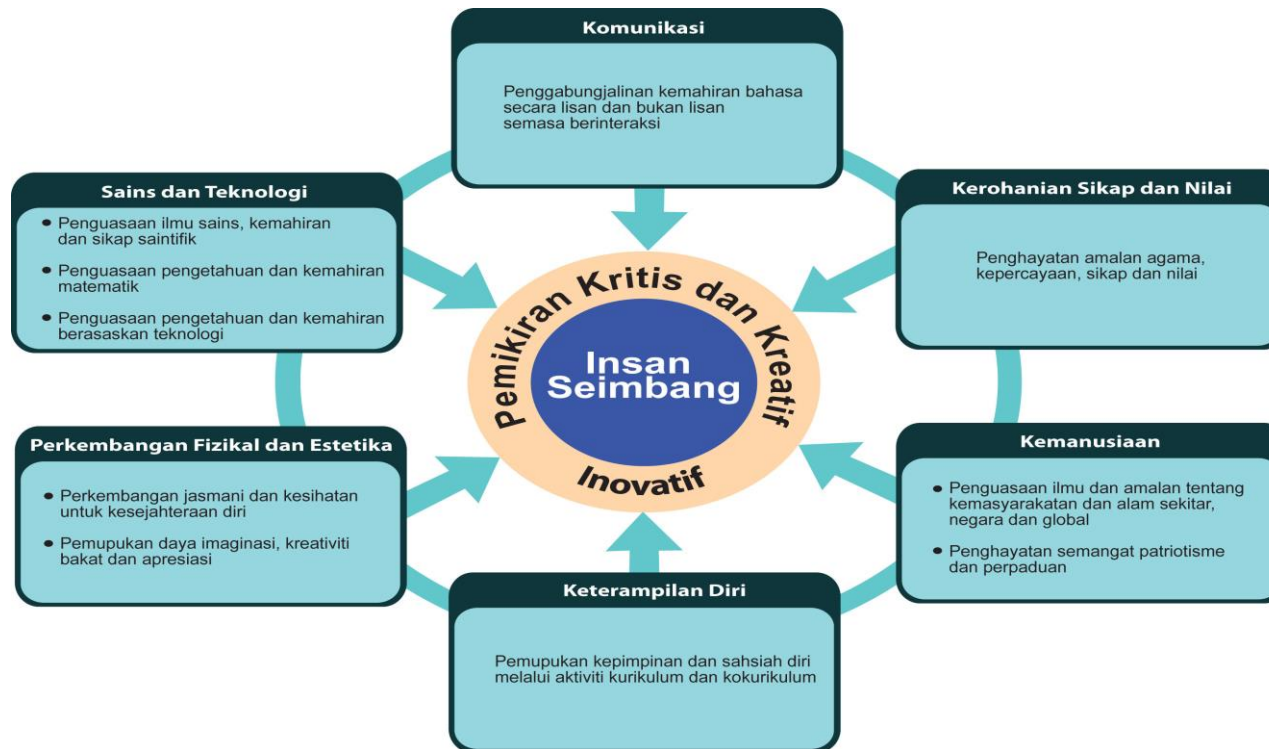 Komunikasi
Penggabungjalinan kemahiran bahasa
secara lisan dan bukan lisan
semasa berinteraksi
Sains dan Teknologi
• Penguasaan ilmu sains, kemahiran
dan sikap saintifik
• Penguasaan pengetahuan dan kemahiran
matematik
• Penguasaan pengetahuan dan kemahiran
berasaskan teknologi
Kerohanian Sikap dan Nilai
Penghayatan amalan agama,
kepercayaan, sikap dan nilai
Pemikiran Kritis dan Kreatif
Insan
Seimbang
Inovatif
Perkembangan Fizikal dan Estetika
• Perkembangan jasmani dan kesihatan
untuk kesejahteraan diri
• Pemupukan daya imaginasi, kreativiti
bakat dan apresiasi
Kemanusiaan
• Penguasaan ilmu dan amalan tentang
kemasyarakatan dan alam sekitar,
negara dan global
• Penghayatan semangat patriotisme
dan perpaduan
Keterampilan Diri
Pemupukan kepimpinan dan sahsiah diri
melalui aktiviti kurikulum dan kokurikulum